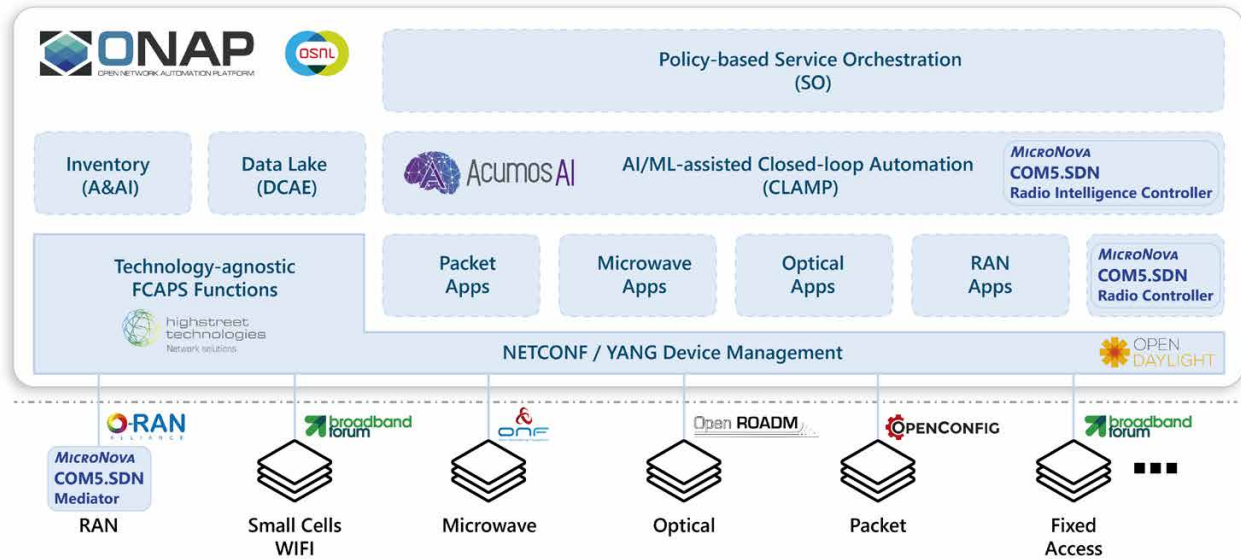 ONAP
OPEN NETWORK AUTOMATION PLATFORM
OSNL
Policy-based Service Orchestration
(SO)
Inventory
(A&AI)
Data Lake
(DCAE)
Acumos AI
AI/ML-assisted Closed-loop Automation
(CLAMP)
MICRONOVA
COM5.SDN
Radio Intelligence Controller
Technology-agnostic
FCAPS Functions
highstreet
technologies
Network solutions
Packet
Apps
Microwave
Apps
Optical
Apps
RAN
Apps
MICRONOVA
COM5.SDN
Radio Controller
NETCONF / YANG Device Management
OPEN
DAYLIGHT
O-RAN
ALLIANCE
broadband
forum
ONF
Open ROADM
OPENCONFIG
broadband
forum
MICRONOVA
COM5.SDN
Mediator
RAN
Small Cells
WIFI
Microwave
Optical
Packet
Fixed
Access